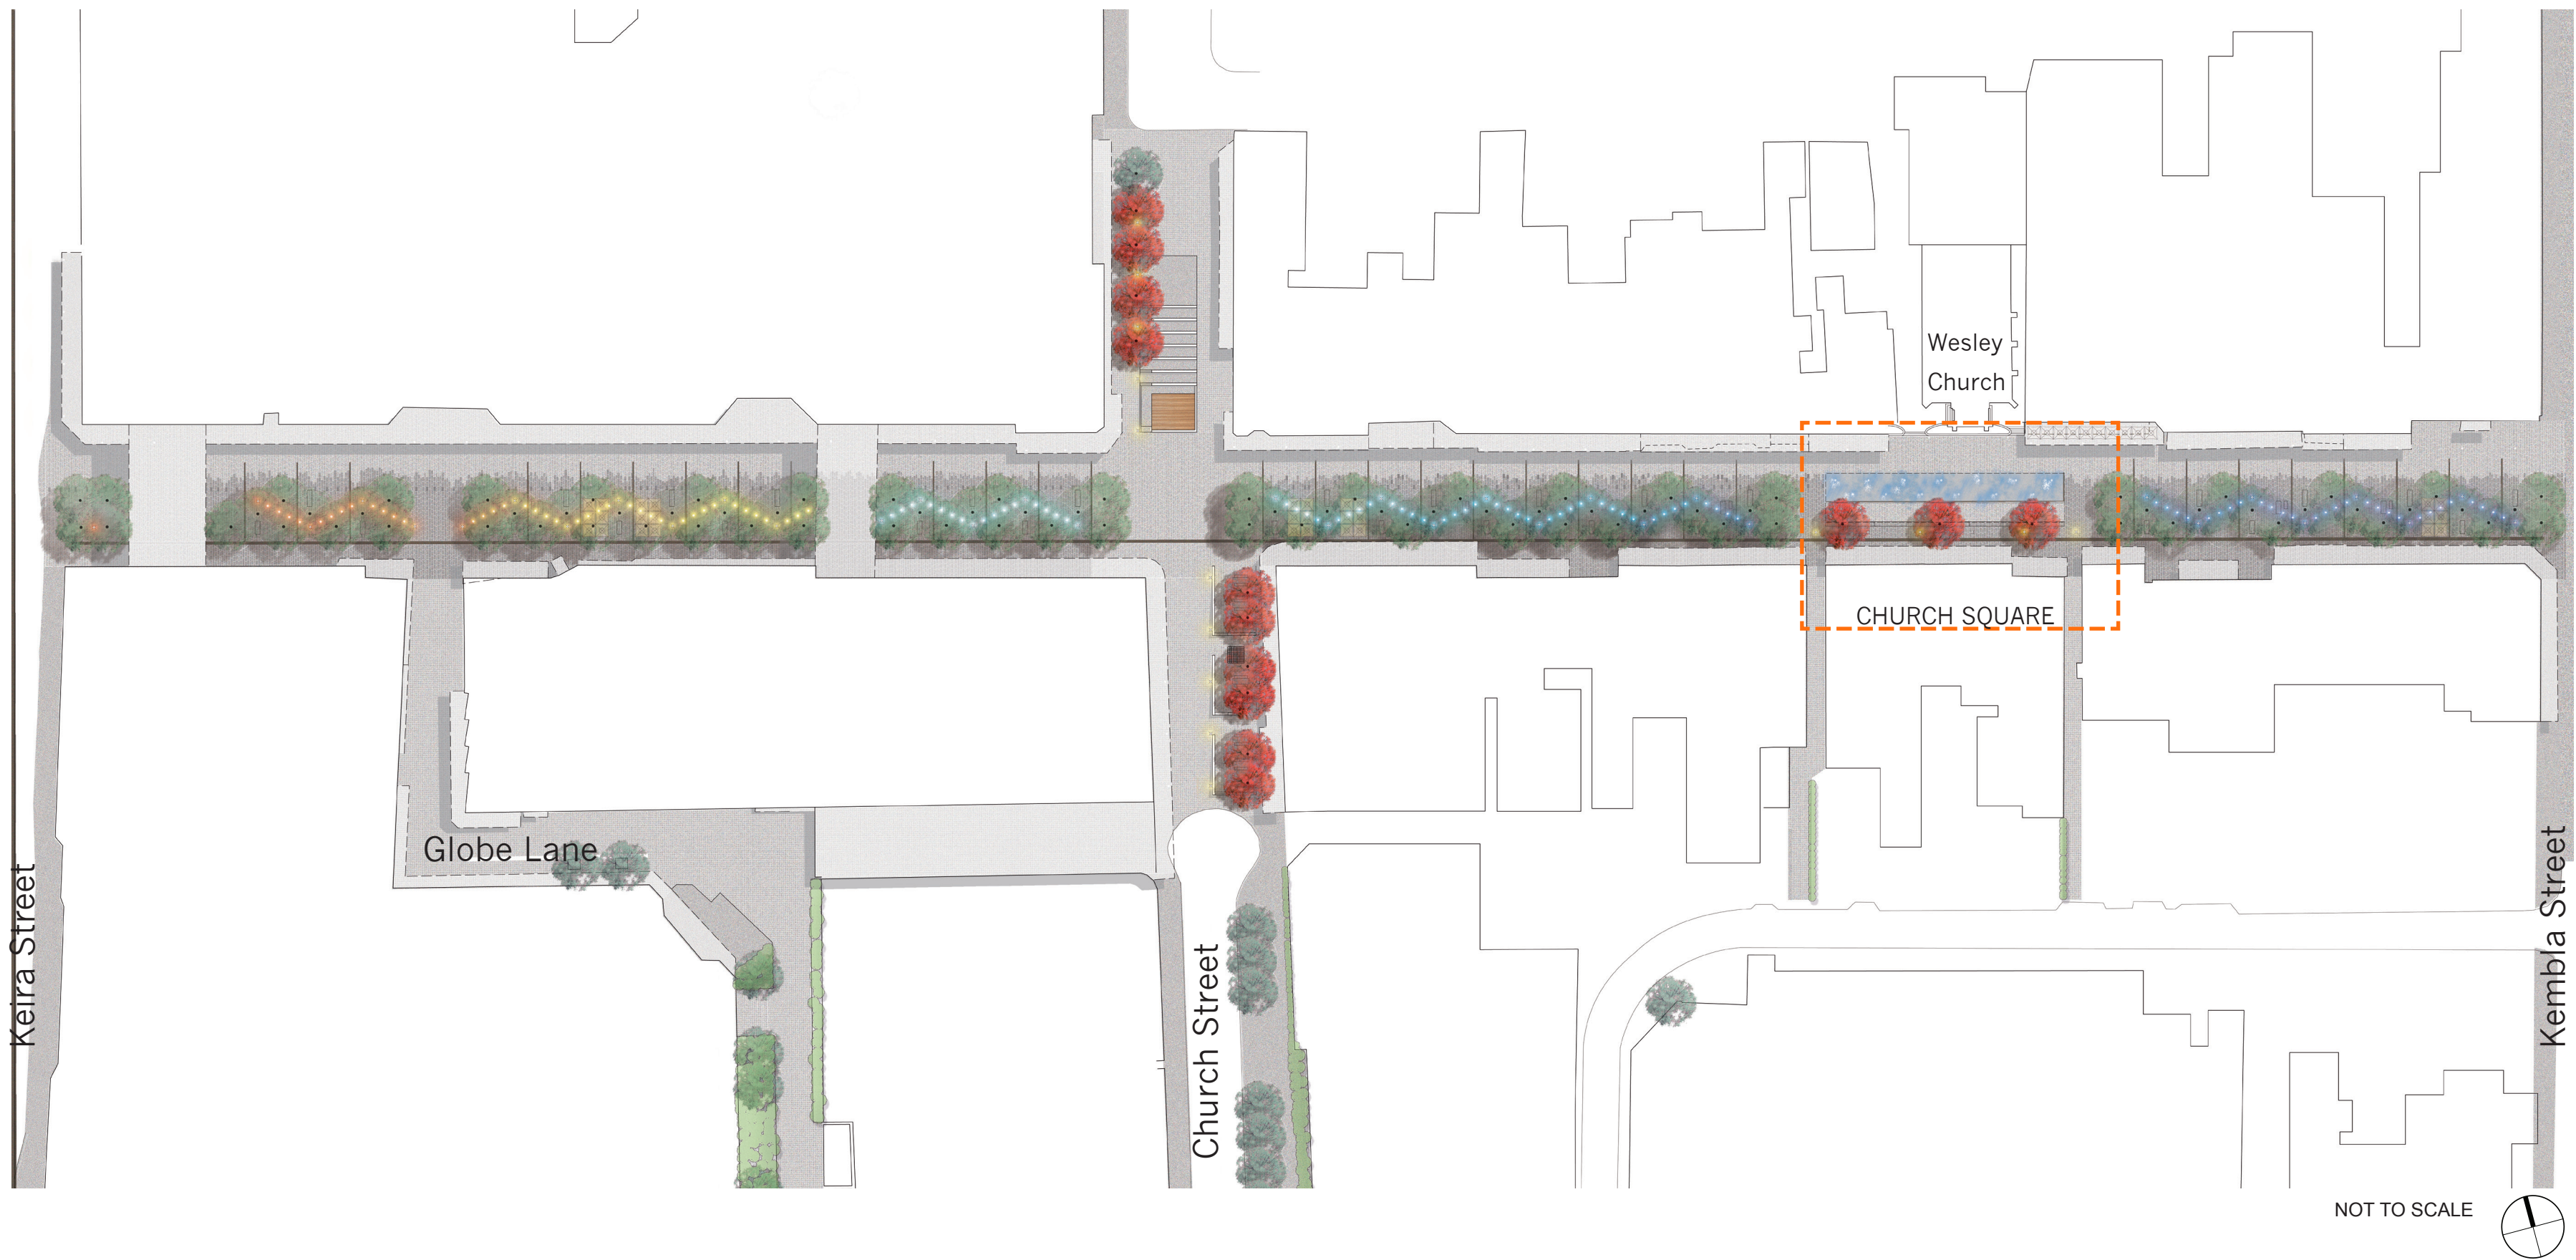 Wesley
Church
CHURCH SQUARE
Globe Lane
Keira Street
Church Street
Kembla Street
NOT TO SCALE